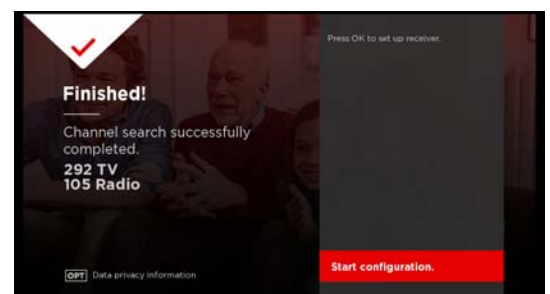 Finished!
Channel search successfully
completed.
292 TV
105 Radio
OPT Data privacy information
Press OK to set up receiver.
Start configuration.